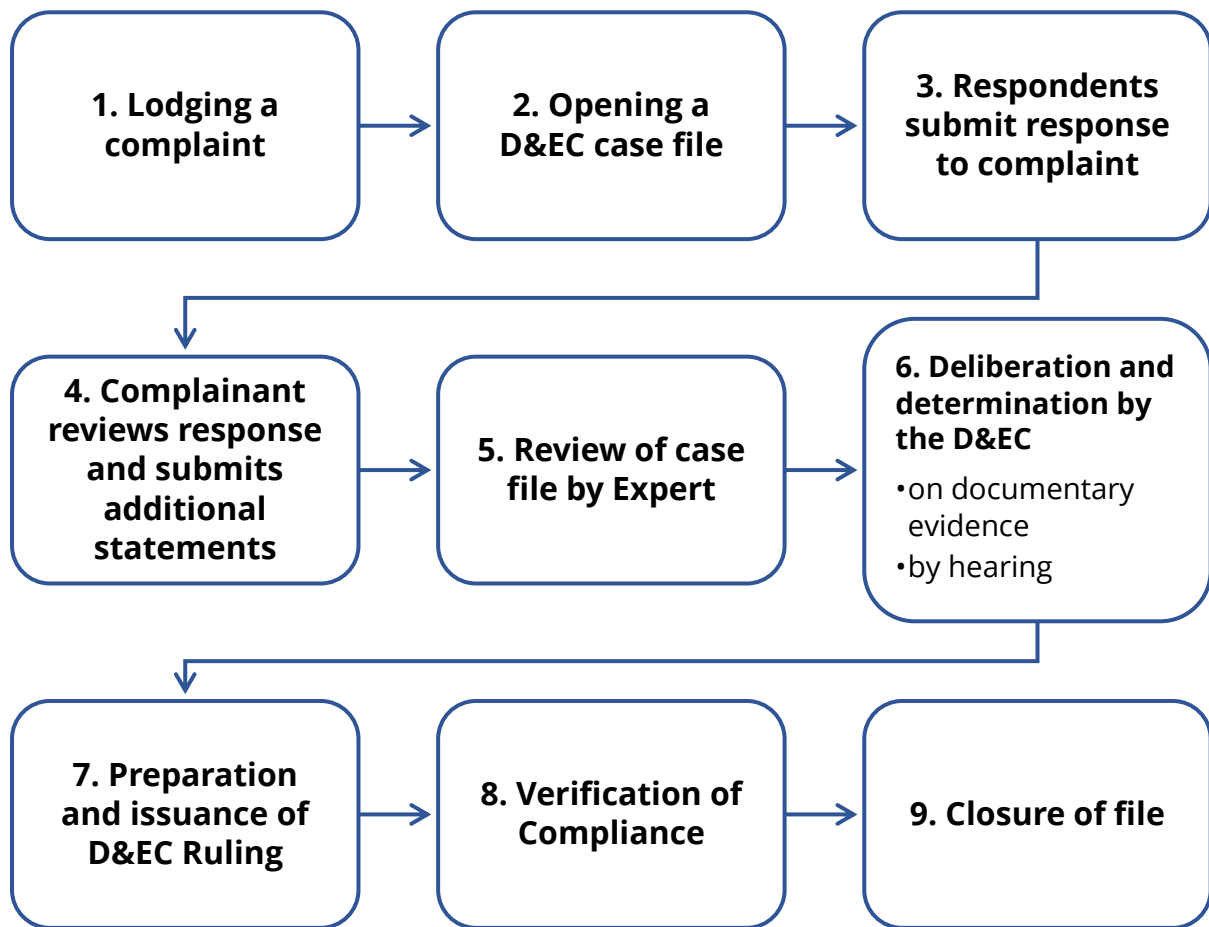 1. Lodging a
complaint
2. Opening a
D&EC case file
3. Respondents
submit response
to complaint
4. Complainant
reviews response
and submits
additional
statements
5. Review of case
file by Expert
6. Deliberation and
determination by
the D&EC
•on documentary
evidence
•by hearing
7. Preparation
and issuance of
D&EC Ruling
8. Verification of
Compliance
9. Closure of file